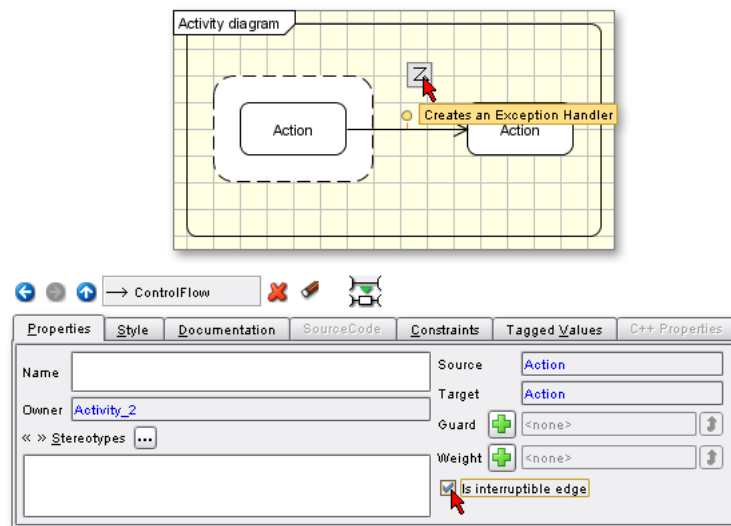 Activity diagram
Creates an Exception Handler
Action
Action
ControlFlow
Properties Style Documentation SourceCode Constraints Tagged Values C++ Properties
Name
Source Action
Target Action
Owner Activity_2
Guard <none>
« » Stereotypes ...
Weight <none>
Is interruptible edge